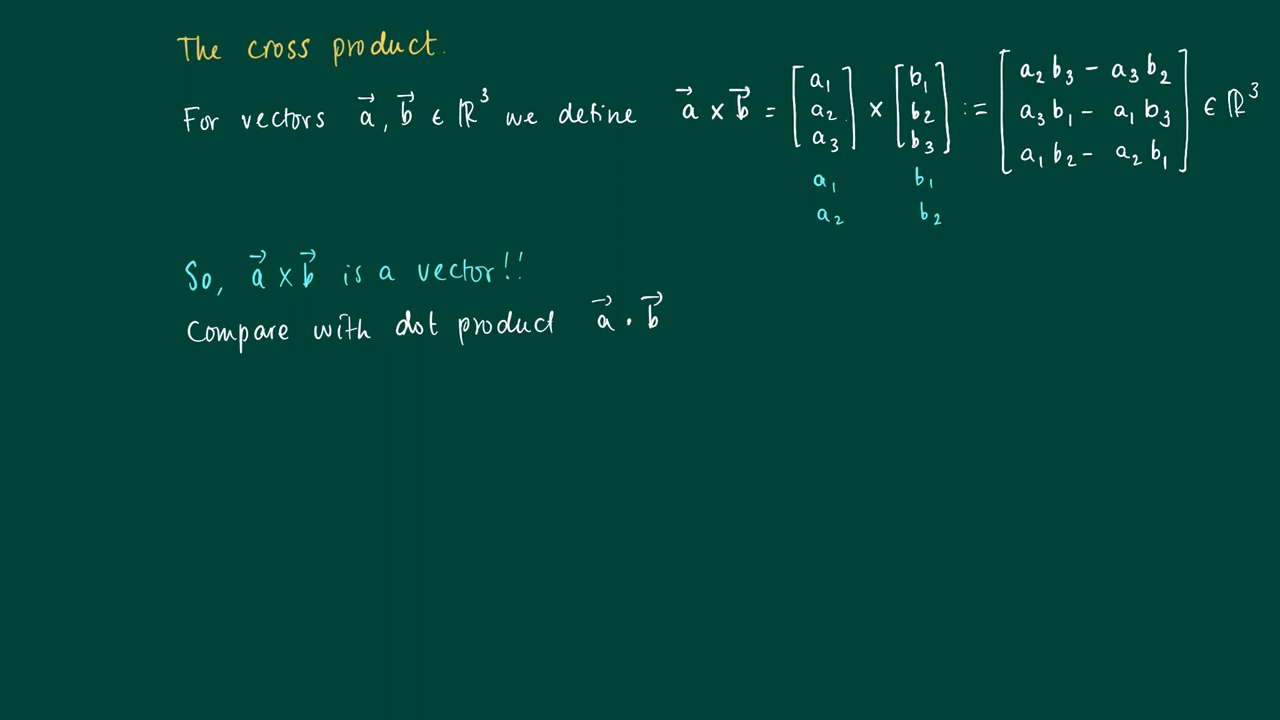 The cross product.
For vectors a⃗, b⃗ ∈ ℝ³ we define a⃗ × b⃗ = [a₁ a₂ a₃] × [b₁ b₂ b₃] := [a₂b₃ − a₃b₂ a₃b₁ − a₁b₃ a₁b₂ − a₂b₁] ∈ ℝ³
a₁ b₁
a₂ b₂
So, a⃗ × b⃗ is a vector!!
Compare with dot product a⃗ · b⃗